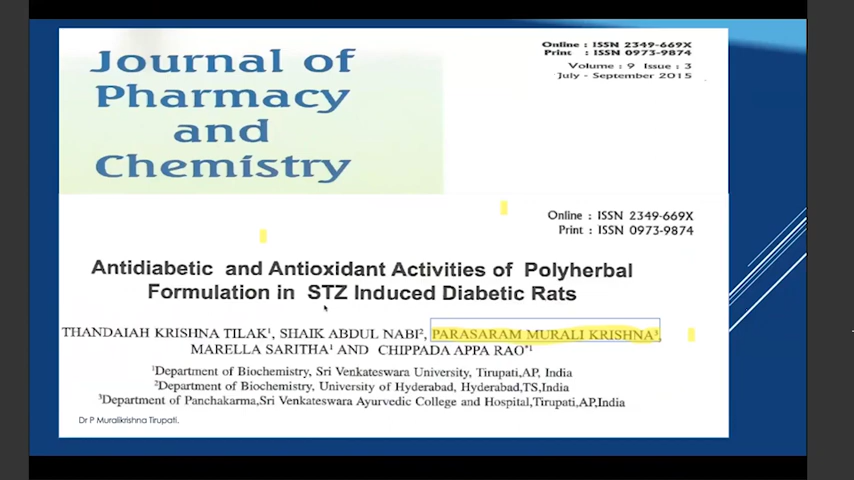 Journal of
Pharmacy
and
Chemistry
Online : ISSN 2349-669X
Print : ISSN 0973-9874
Volume : 9 Issue : 3
July - September 2015
Online : ISSN 2349-669X
Print : ISSN 0973-9874
Antidiabetic and Antioxidant Activities of Polyherbal
Formulation in STZ Induced Diabetic Rats
THANDAIAH KRISHNA TILAK¹, SHAIK ABDUL NABI², PARASARAM MURALI KRISHNA³,
MARELLA SARITHA¹ AND CHIPPADA APPA RAO*¹
¹Department of Biochemistry, Sri Venkateswara University, Tirupati,AP, India
²Department of Biochemistry, University of Hyderabad, Hyderabad,TS,India
³Department of Panchakarma,Sri Venkateswara Ayurvedic College and Hospital,Tirupati,AP,India
Dr P Muralikrishna Tirupati.